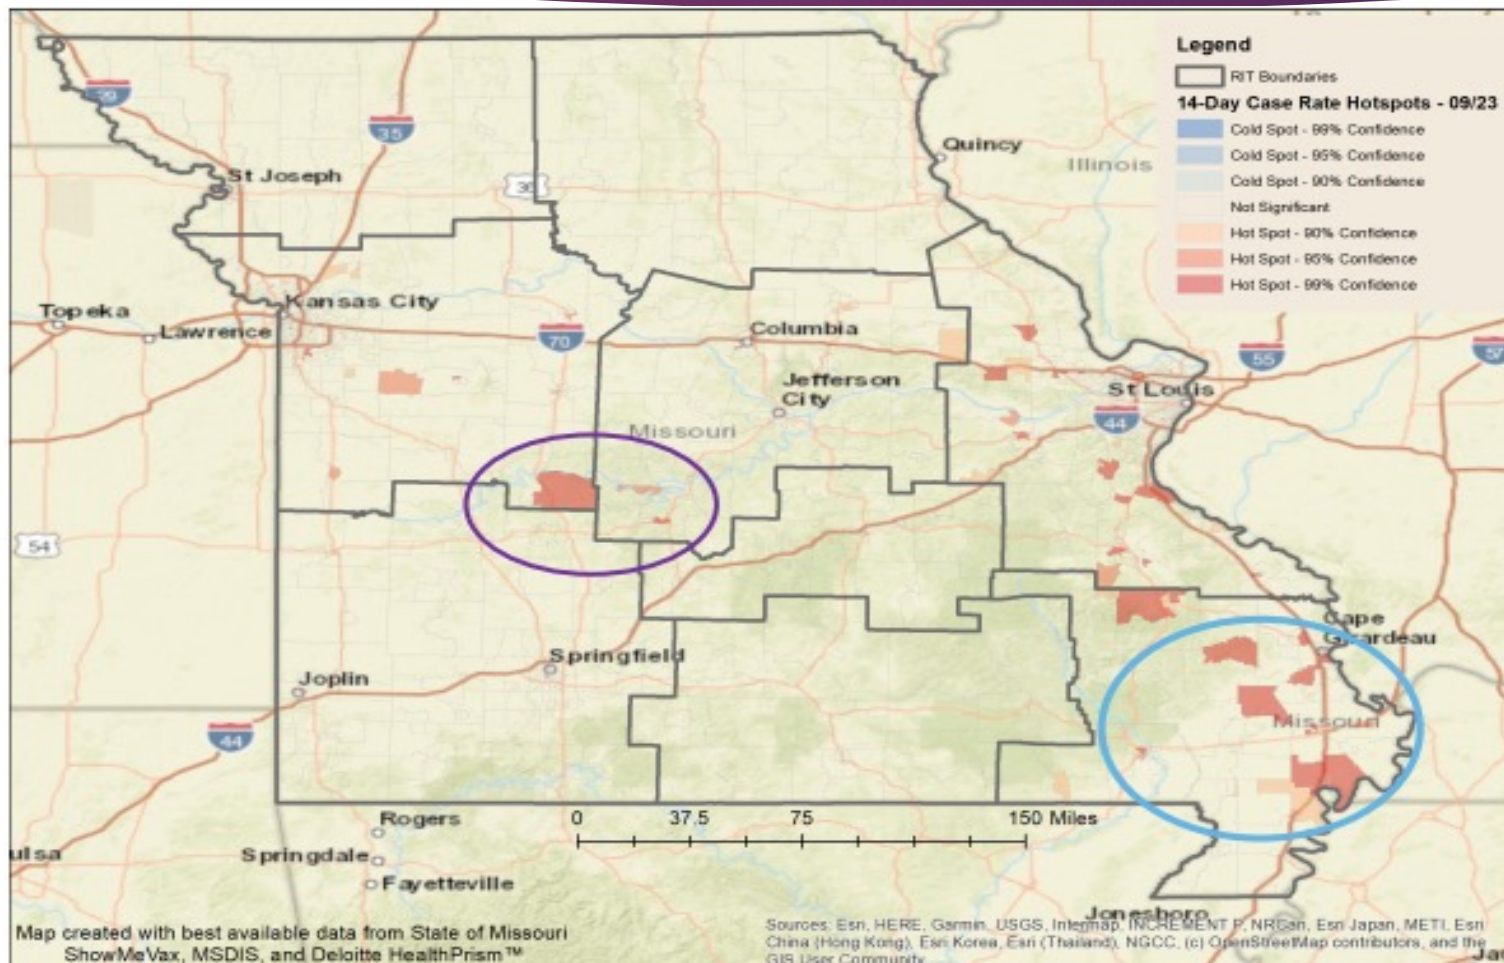 Legend
RIT Boundaries
14-Day Case Rate Hotspots - 09/23
Cold Spot - 99% Confidence
Cold Spot - 95% Confidence
Cold Spot - 90% Confidence
Not Significant
Hot Spot - 90% Confidence
Hot Spot - 95% Confidence
Hot Spot - 99% Confidence
29
35
Quincy
Illinois
St Joseph
36
Kansas City
Topeka
Lawrence
70
Columbia
55
57
Jefferson
City
St Louis
44
Missouri
54
Cape
Girardeau
Springfield
Joplin
Missouri
44
0 37.5 75 150 Miles
Rogers
ulsa
Springdale
Fayetteville
Jonesboro
Map created with best available data from State of Missouri
ShowMeVax, MSDIS, and Deloitte HealthPrism™
Sources: Esri, HERE, Garmin, USGS, Intermap, INCREMENT P, NRCan, Esri Japan, METI, Esri
China (Hong Kong), Esri Korea, Esri (Thailand), NGCC, (c) OpenStreetMap contributors, and the
GIS User Community